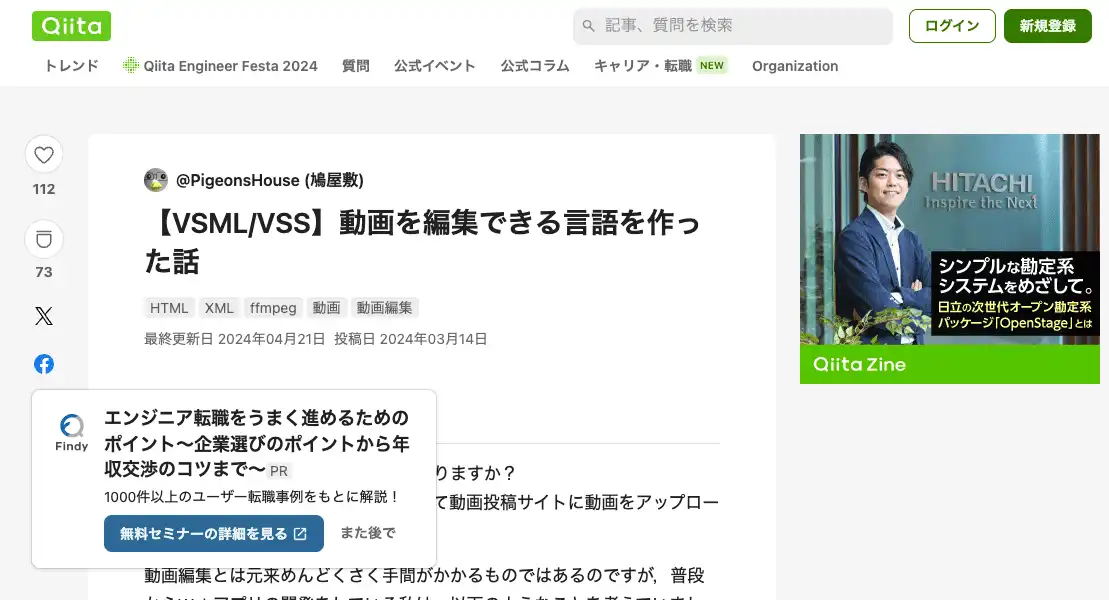 Qiita
記事、質問を検索
ログイン
新規登録
トレンド
Qiita Engineer Festa 2024
質問
公式イベント
公式コラム
キャリア・転職 NEW
Organization
112
73
@PigeonsHouse (鳩屋敷)
【VSML/VSS】動画を編集できる言語を作っ
た話
HTML XML ffmpeg 動画 動画編集
最終更新日 2024年04月21日 投稿日 2024年03月14日
りますか？
て動画投稿サイトに動画をアップロー
動画編集とは元来めんどくさく手間がかかるものではあるのですが，普段
Findy
エンジニア転職をうまく進めるための
ポイント〜企業選びのポイントから年
収交渉のコツまで〜 PR
1000件以上のユーザー転職事例をもとに解説！
無料セミナーの詳細を見る
また後で
HITACHI
Inspire the Next
シンプルな勘定系
システムをめざして。
日立の次世代オープン勘定系
パッケージ「OpenStage」とは
Qiita Zine